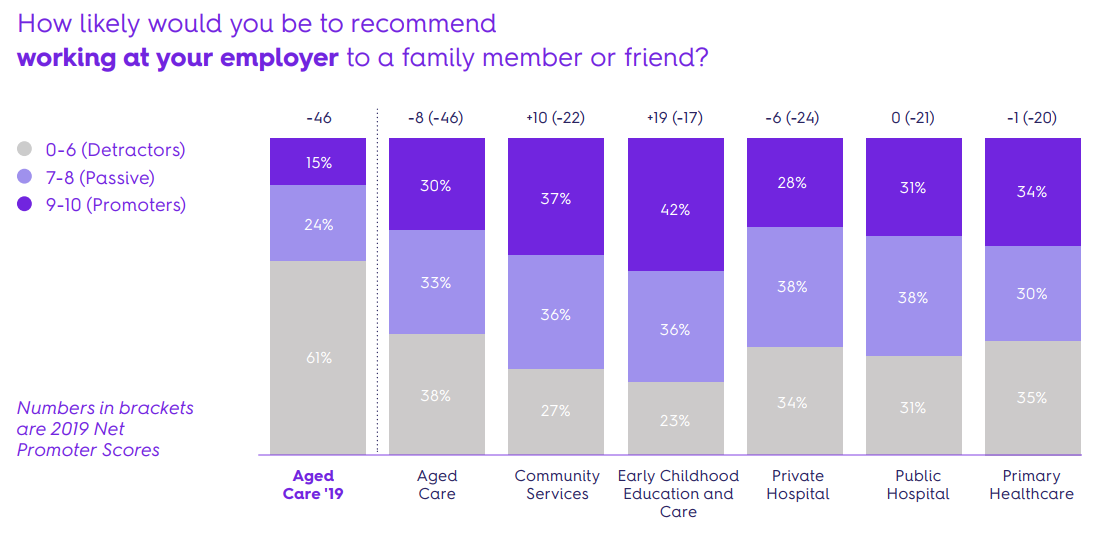 How likely would you be to recommend
working at your employer to a family member or friend?
-46
-8 (-46)
+10 (-22)
+19 (-17)
-6 (-24)
0 (-21)
-1 (-20)
0-6 (Detractors)
7-8 (Passive)
9-10 (Promoters)
15%
24%
61%
30%
33%
38%
37%
36%
27%
42%
36%
23%
28%
38%
34%
31%
38%
31%
34%
30%
35%
Numbers in brackets
are 2019 Net
Promoter Scores
Aged
Care '19
Aged
Care
Community
Services
Early Childhood
Education and
Care
Private
Hospital
Public
Hospital
Primary
Healthcare